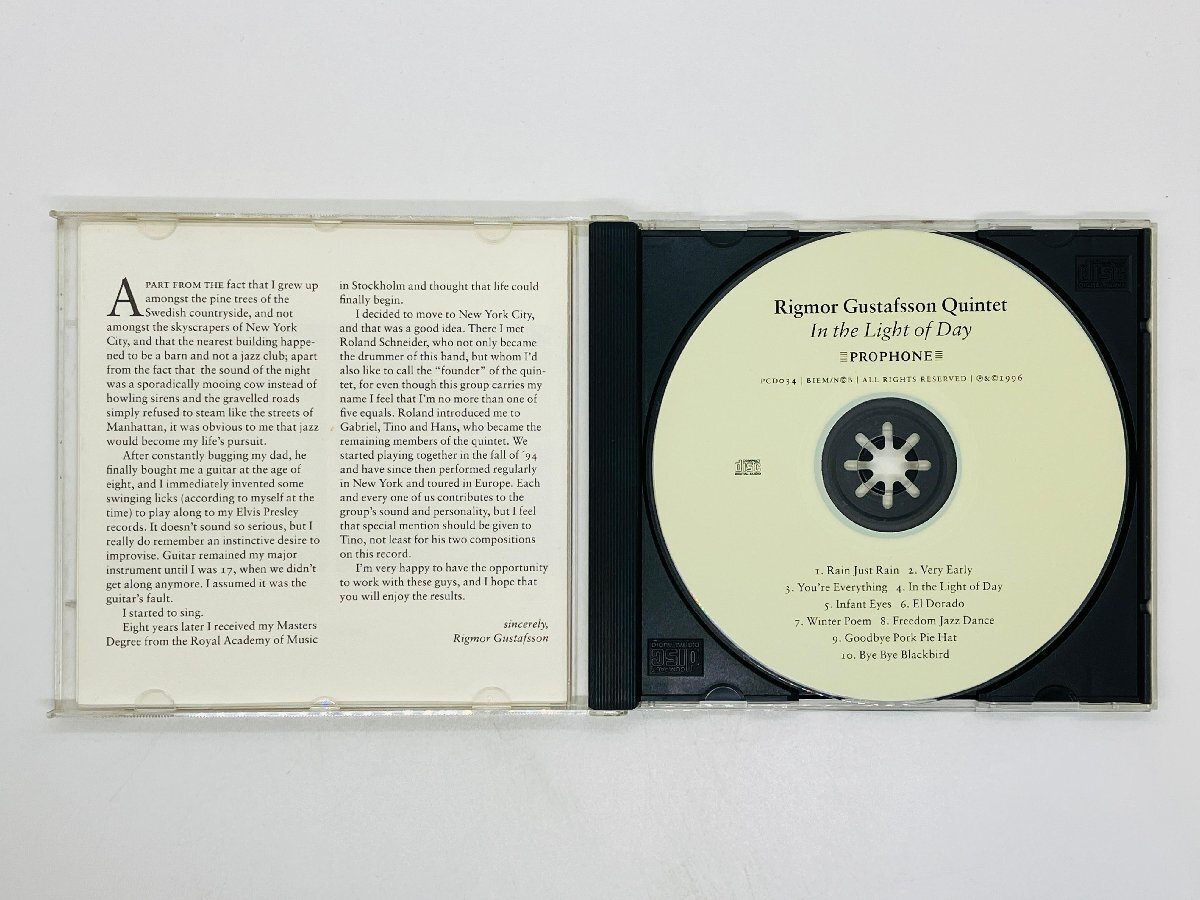 APART FROM THE fact that I grew up
amongst the pine trees of the
Swedish countryside, and not
amongst the skyscrapers of New York
City, and that the nearest building happe-
ned to be a barn and not a jazz club; apart
from the fact that the sound of the night
was a sporadically mooing cow instead of
howling sirens and the gravelled roads
simply refused to steam like the streets of
Manhattan, it was obvious to me that jazz
would become my life's pursuit.
After constantly bugging my dad, he
finally bought me a guitar at the age of
eight, and I immediately invented some
swinging licks (according to myself at the
time) to play along to my Elvis Presley
records. It doesn't sound so serious, but I
really do remember an instinctive desire to
improvise. Guitar remained my major
instrument until I was 17, when we didn't
get along anymore. I assumed it was the
guitar's fault.
I started to sing.
Eight years later I received my Masters
Degree from the Royal Academy of Music
in Stockholm and thought that life could
finally begin.
I decided to move to New York City,
and that was a good idea. There I met
Roland Schneider, who not only became
the drummer of this band, but whom I'd
also like to call the "founder" of the quin-
tet, for even though this group carries my
name I feel that I'm no more than one of
five equals. Roland introduced me to
Gabriel, Tino and Hans, who became the
remaining members of the quintet. We
started playing together in the fall of ´94
and have since then performed regularly
in New York and toured in Europe. Each
and every one of us contributes to the
group's sound and personality, but I feel
that special mention should be given to
Tino, not least for his two compositions
on this record.
I'm very happy to have the opportunity
to work with these guys, and I hope that
you will enjoy the results.
sincerely,
Rigmor Gustafsson
Rigmor Gustafsson Quintet
In the Light of Day
PROPHONE
PCD034 | BIEM/N©B | ALL RIGHTS RESERVED | ℗&©1996
COMPACT
disc
DIGITAL AUDIO
1. Rain Just Rain 2. Very Early
3. You're Everything 4. In the Light of Day
5. Infant Eyes 6. El Dorado
7. Winter Poem 8. Freedom Jazz Dance
9. Goodbye Pork Pie Hat
10. Bye Bye Blackbird